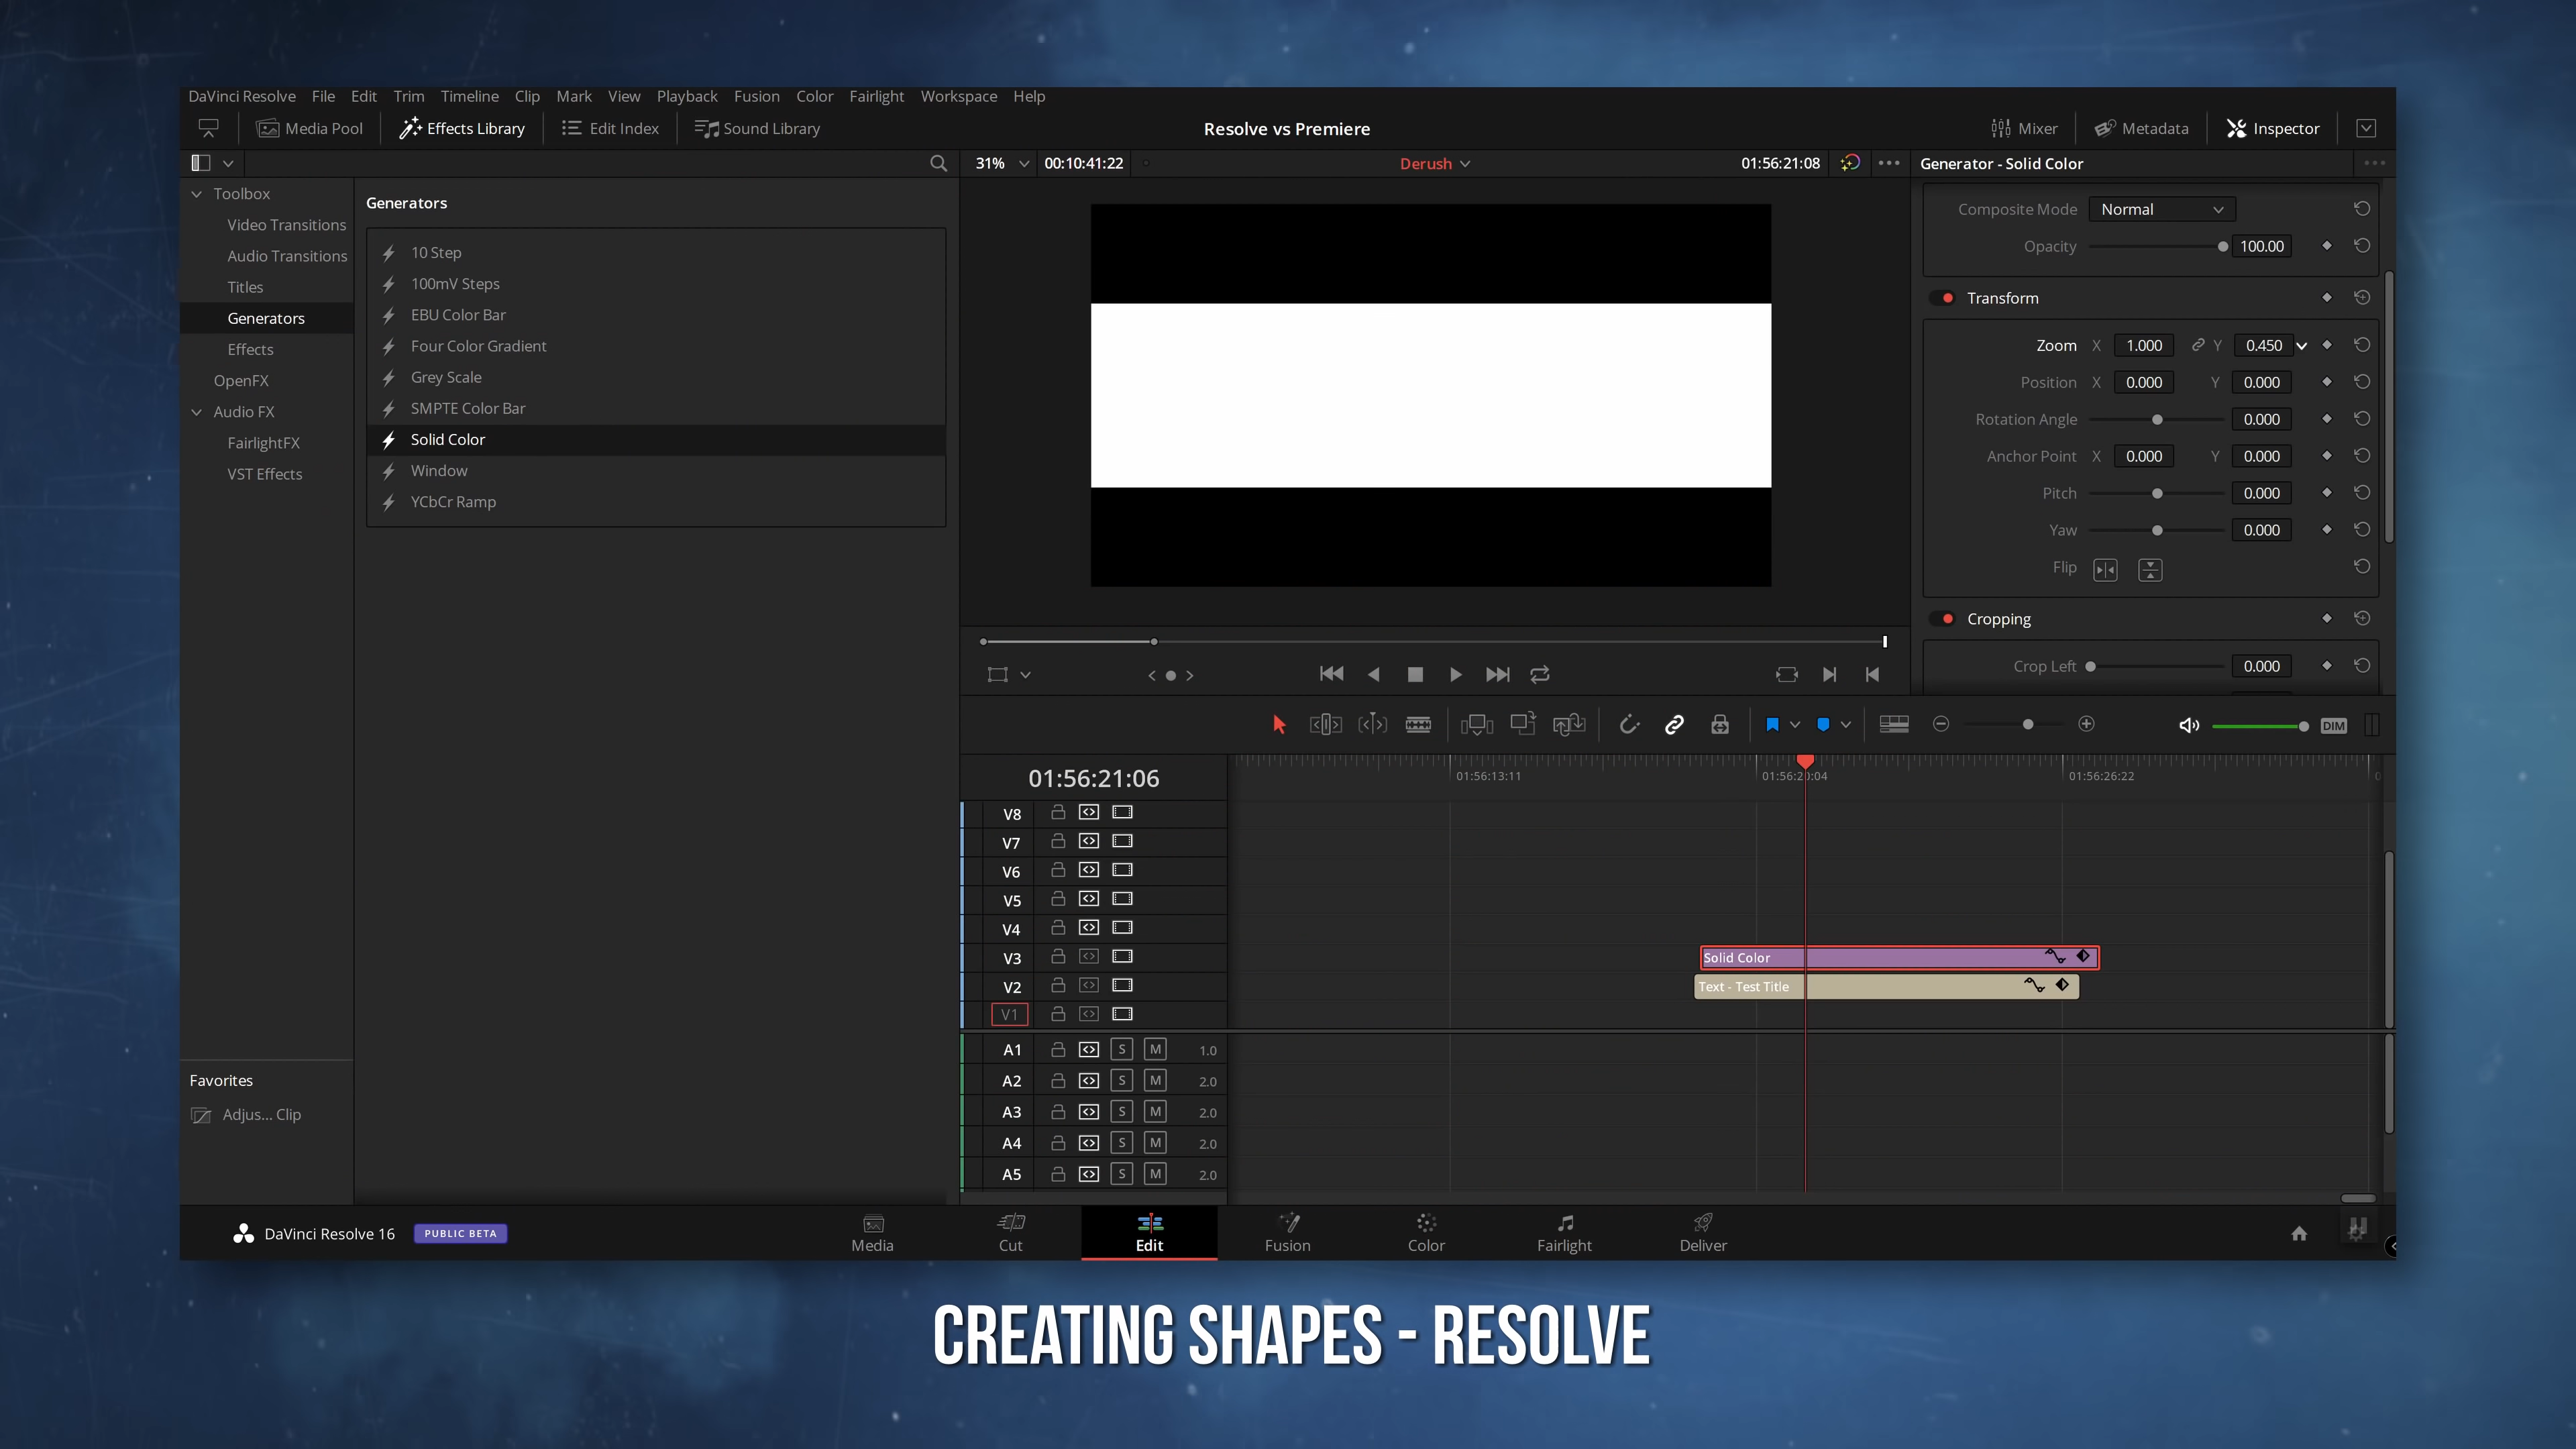 DaVinci Resolve File Edit Trim Timeline Clip Mark View Playback Fusion Color Fairlight Workspace Help
Media Pool Effects Library Edit Index Sound Library Resolve vs Premiere Mixer Metadata Inspector
31% 00:10:41:22 Derush 01:56:21:08 Generator - Solid Color
Toolbox
Video Transitions
Audio Transitions
Titles
Generators
Effects
OpenFX
Audio FX
FairlightFX
VST Effects
Generators
10 Step
100mV Steps
EBU Color Bar
Four Color Gradient
Grey Scale
SMPTE Color Bar
Solid Color
Window
YCbCr Ramp
Composite Mode Normal
Opacity 100.00
Transform
Zoom X 1.000 Y 0.450
Position X 0.000 Y 0.000
Rotation Angle 0.000
Anchor Point X 0.000 Y 0.000
Pitch 0.000
Yaw 0.000
Flip
Cropping
Crop Left 0.000
DIM
01:56:21:06 01:56:13:11 01:56:20:04 01:56:26:22
V8
V7
V6
V5
V4
V3 Solid Color
V2 Text - Test Title
V1
A1 S M 1.0
A2 S M 2.0
A3 S M 2.0
A4 S M 2.0
A5 S M 2.0
Favorites
Adjus... Clip
DaVinci Resolve 16 PUBLIC BETA
Media Cut Edit Fusion Color Fairlight Deliver
CREATING SHAPES - RESOLVE